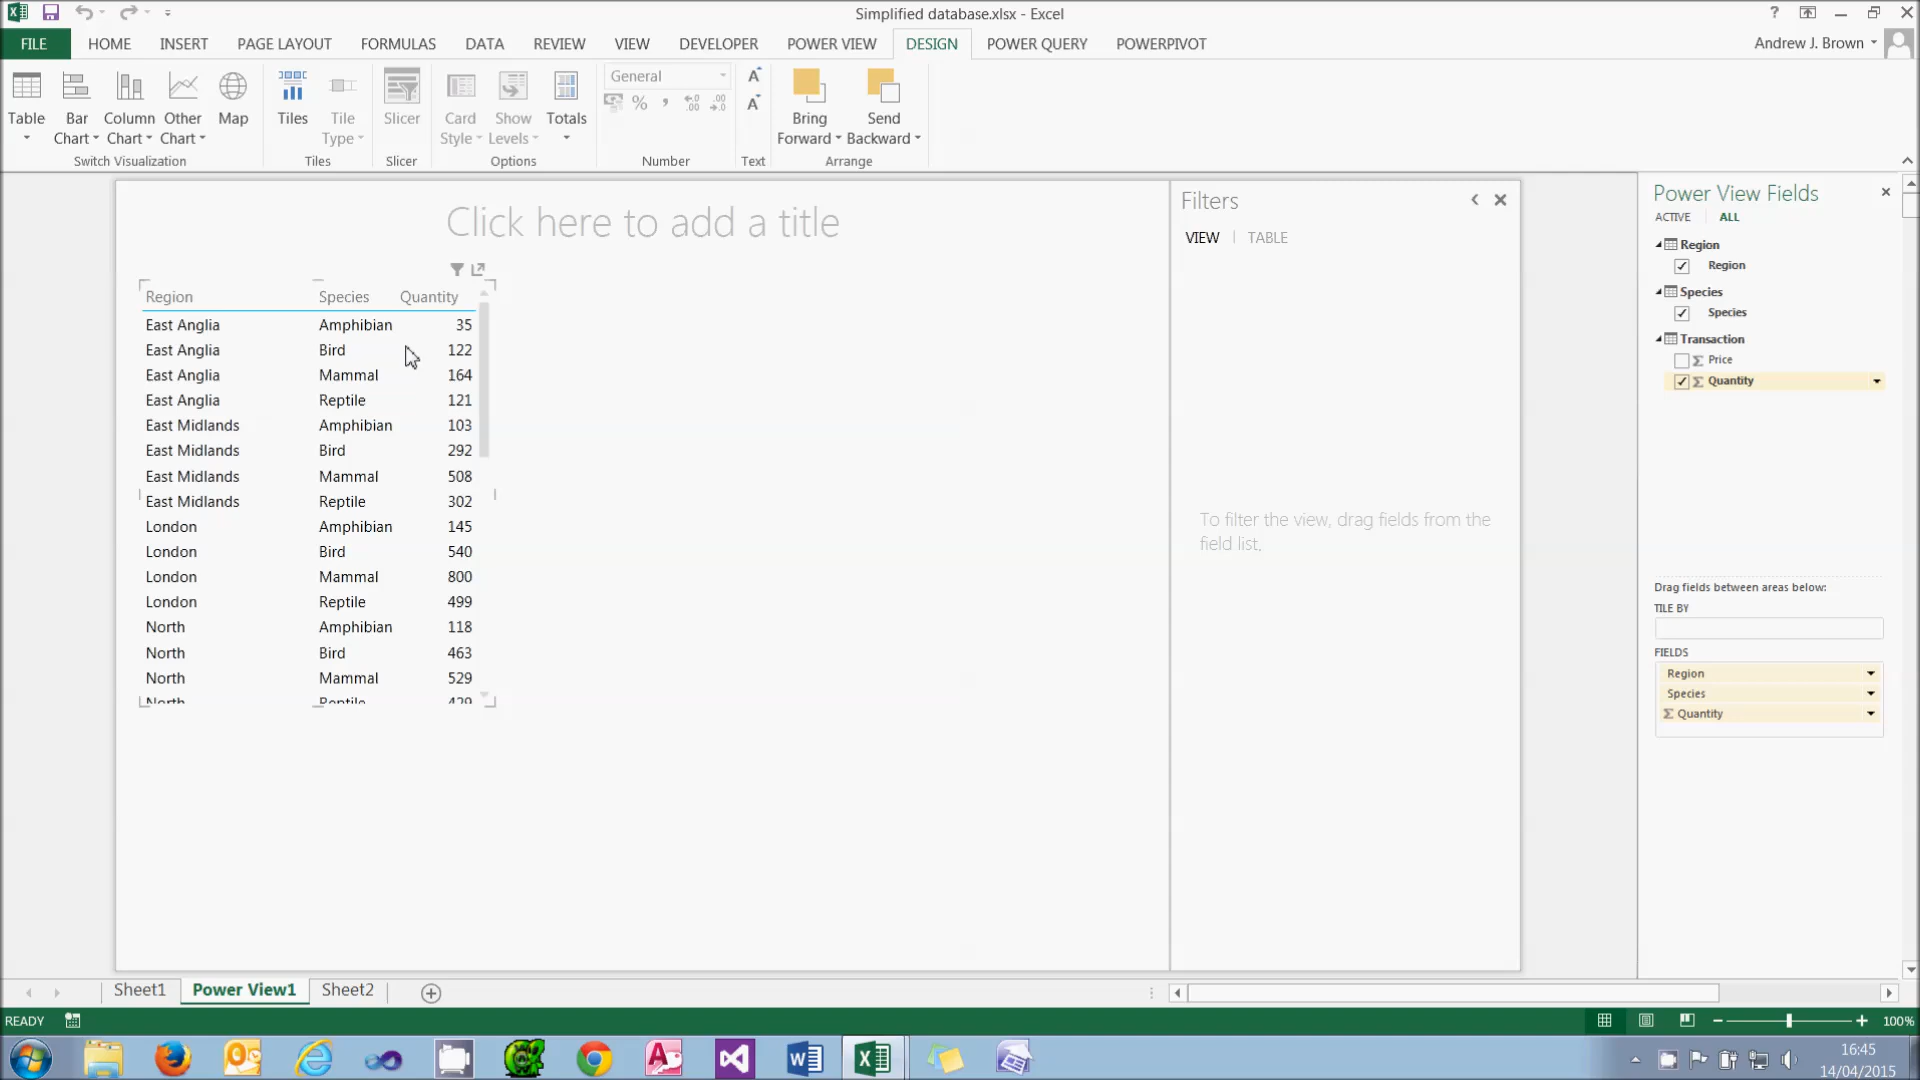 Simplified database.xlsx - Excel
?
FILE
HOME
INSERT
PAGE LAYOUT
FORMULAS
DATA
REVIEW
VIEW
DEVELOPER
POWER VIEW
DESIGN
POWER QUERY
POWERPIVOT
Andrew J. Brown
Table
Bar
Chart
Column
Chart
Other
Chart
Map
Switch Visualization
Tiles
Tile
Type
Tiles
Slicer
Slicer
Card
Style
Show
Levels
Totals
Options
General
%
Number
A
A
Text
Bring
Forward
Send
Backward
Arrange
Click here to add a title
Region Species Quantity
East Anglia Amphibian 35
East Anglia Bird 122
East Anglia Mammal 164
East Anglia Reptile 121
East Midlands Amphibian 103
East Midlands Bird 292
East Midlands Mammal 508
East Midlands Reptile 302
London Amphibian 145
London Bird 540
London Mammal 800
London Reptile 499
North Amphibian 118
North Bird 463
North Mammal 529
North Reptile 429
Filters
VIEW | TABLE
To filter the view, drag fields from the
field list.
Power View Fields
ACTIVE | ALL
Region
Region
Species
Species
Transaction
Σ Price
Σ Quantity
Drag fields between areas below:
TILE BY
FIELDS
Region
Species
Σ Quantity
Sheet1
Power View1
Sheet2
READY
100%
16:45
14/04/2015